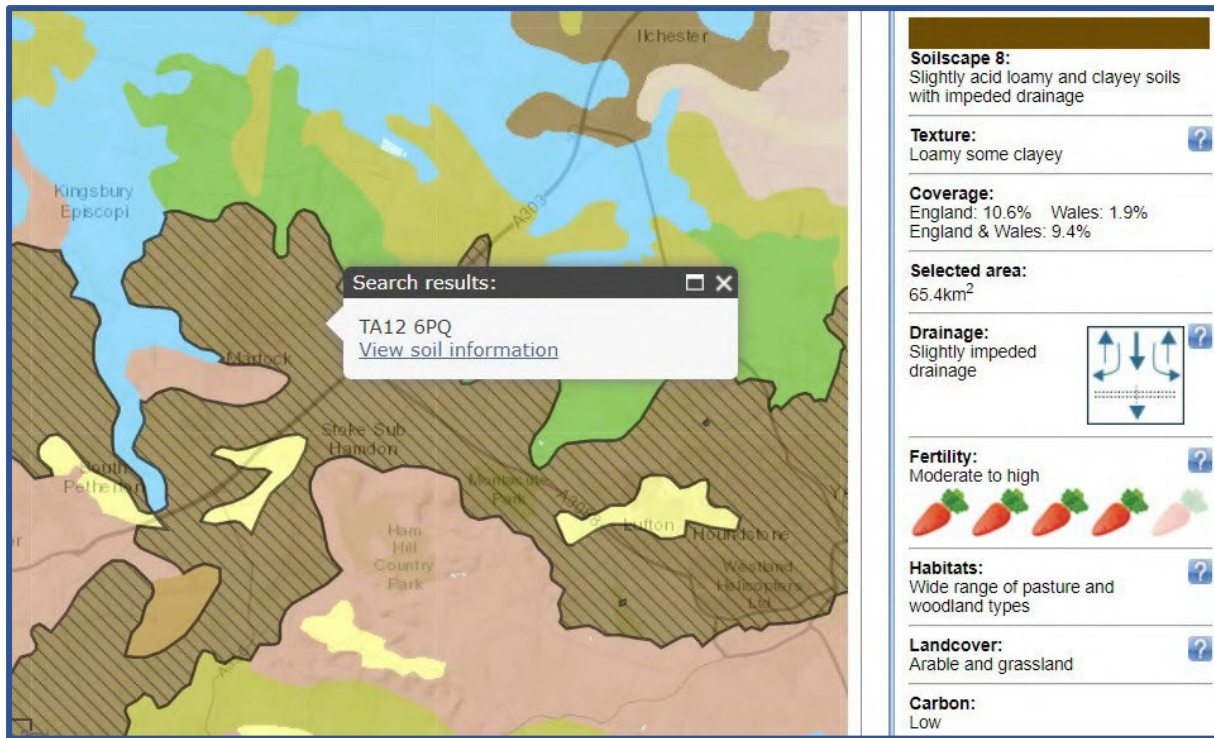 Ilchester
Kingsbury
Episcopi
A303
Search results:
TA12 6PQ
View soil information
Martock
Stoke Sub
Hamdon
South
Petherton
Montacute
Park
A3088
Lufton
Houndstone
Ham
Hill
Country
Park
Westland
Helicopters
Ltd
Soilscape 8:
Slightly acid loamy and clayey soils
with impeded drainage
Texture:
Loamy some clayey
Coverage:
England: 10.6% Wales: 1.9%
England & Wales: 9.4%
Selected area:
65.4km²
Drainage:
Slightly impeded
drainage
Fertility:
Moderate to high
Habitats:
Wide range of pasture and
woodland types
Landcover:
Arable and grassland
Carbon:
Low